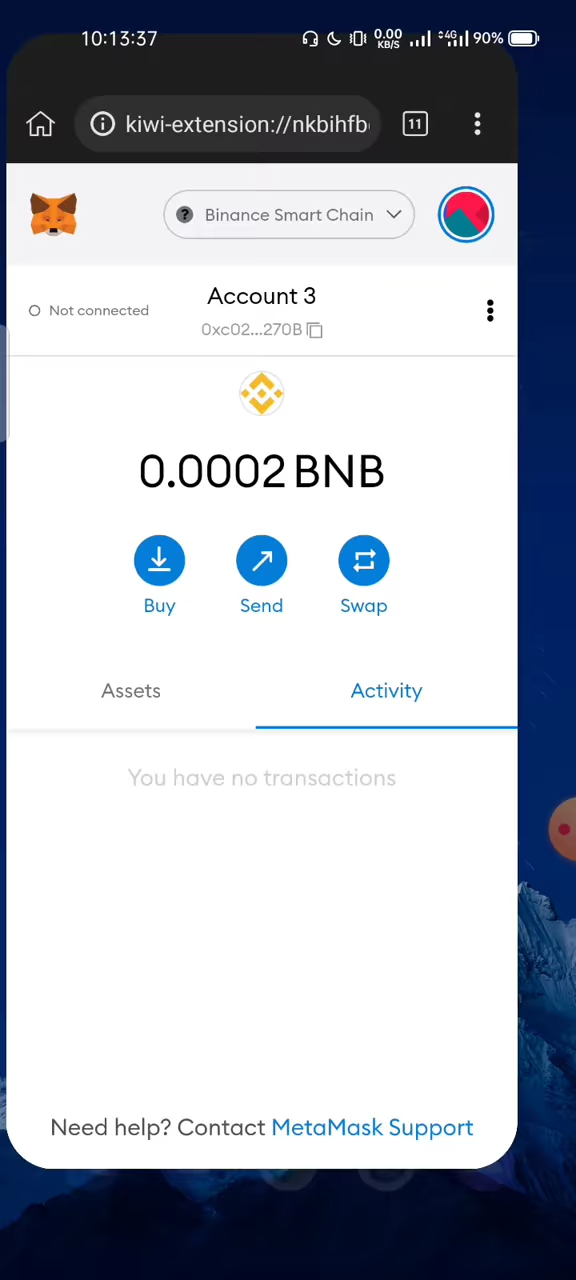 10:13:37 0.00 KB/S 4G 90%
kiwi-extension://nkbihfb 11
? Binance Smart Chain
Account 3
Not connected
0xc02...270B
0.0002 BNB
Buy Send Swap
Assets Activity
You have no transactions
Need help? Contact MetaMask Support